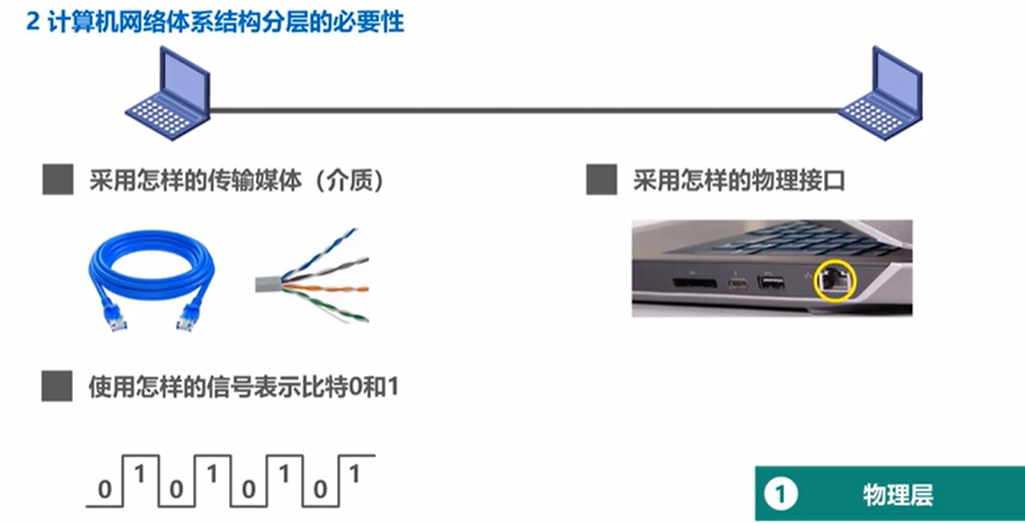 2 计算机网络体系结构分层的必要性
采用怎样的传输媒体（介质）
采用怎样的物理接口
使用怎样的信号表示比特0和1
0 1 0 1 0 1 0 1
1 物理层